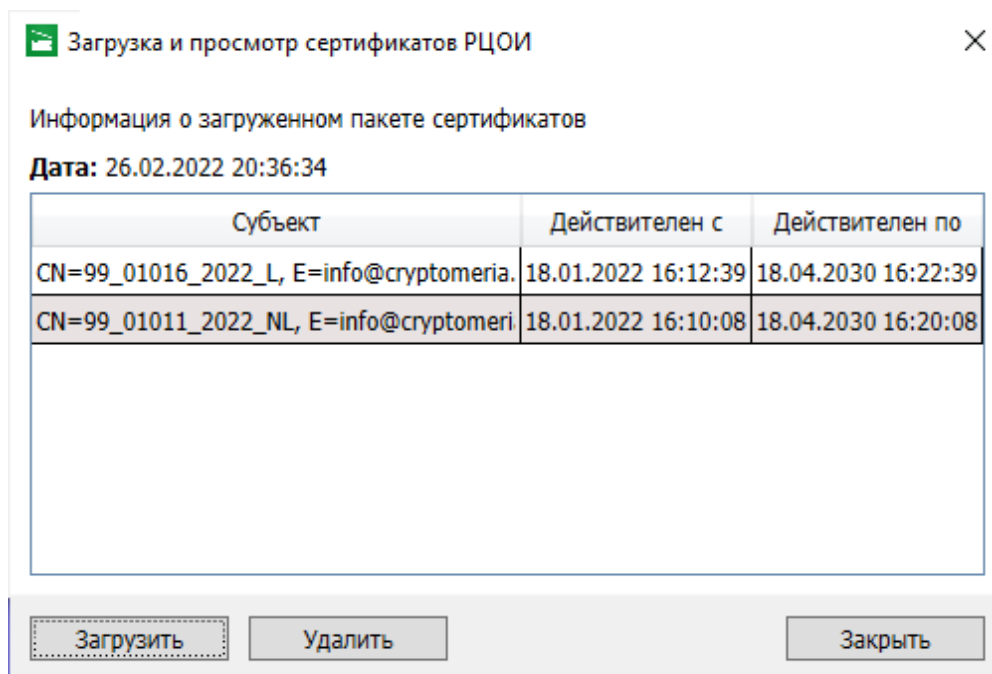 Загрузка и просмотр сертификатов РЦОИ
Информация о загруженном пакете сертификатов
Дата: 26.02.2022 20:36:34
Субъект Действителен с Действителен по
CN=99_01016_2022_L, E=info@cryptomeria. 18.01.2022 16:12:39 18.04.2030 16:22:39
CN=99_01011_2022_NL, E=info@cryptomeri 18.01.2022 16:10:08 18.04.2030 16:20:08
Загрузить Удалить Закрыть